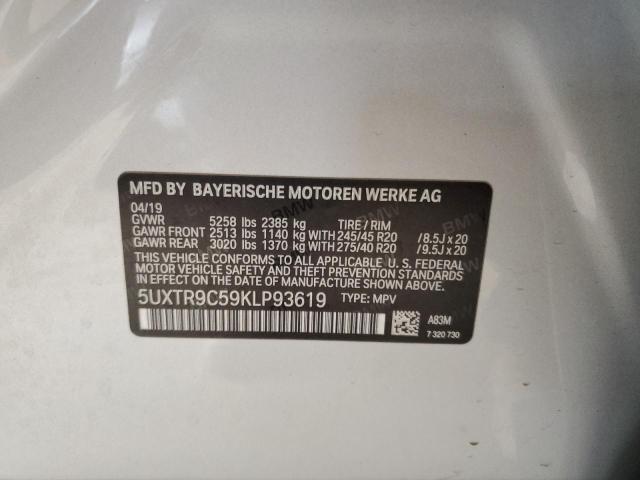 MFD BY BAYERISCHE MOTOREN WERKE AG
04/19
GVWR 5258 lbs 2385 kg TIRE / RIM
GAWR FRONT 2513 lbs 1140 kg WITH 245/45 R20 /8.5J x 20
GAWR REAR 3020 lbs 1370 kg WITH 275/40 R20 /9.5J x 20
THIS VEHICLE CONFORMS TO ALL APPLICABLE U.S. FEDERAL
MOTOR VEHICLE SAFETY, BUMPER, AND THEFT PREVENTION STANDARDS
IN EFFECT ON THE DATE OF MANUFACTURE SHOWN ABOVE.
5UXTR9C59KLP93619 TYPE: MPV
A83M
7 320 730